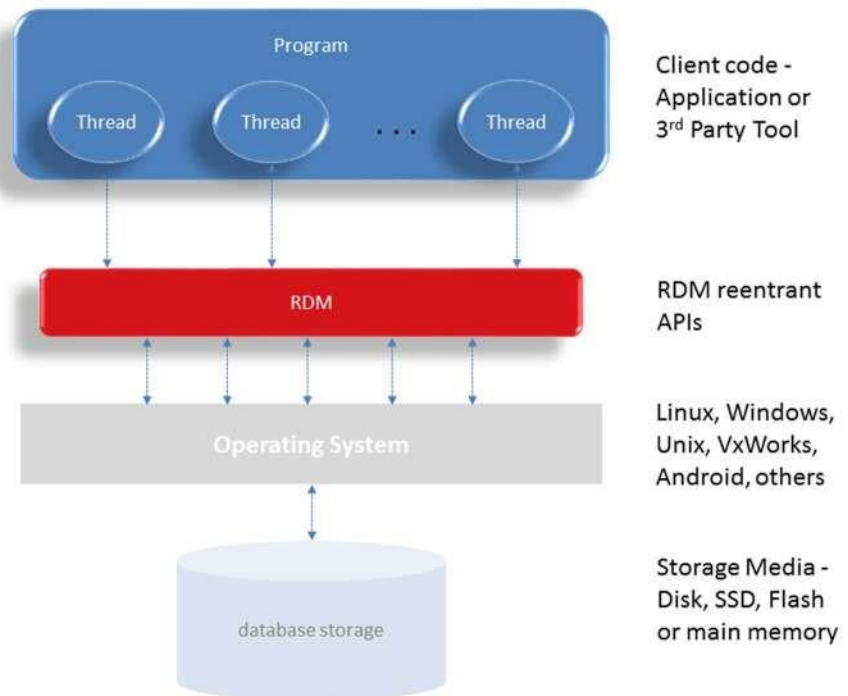 Program
Thread
Thread
. . .
Thread
Client code -
Application or
3rd Party Tool
RDM
RDM reentrant
APIs
Operating System
Linux, Windows,
Unix, VxWorks,
Android, others
database storage
Storage Media -
Disk, SSD, Flash
or main memory